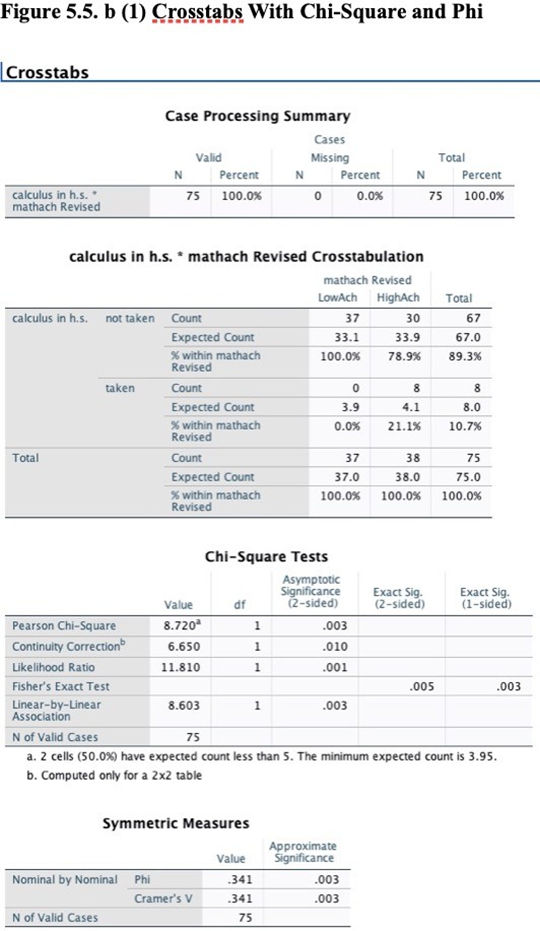 Figure 5.5. b (1) Crosstabs With Chi-Square and Phi
Crosstabs
Case Processing Summary
Cases
Valid Missing Total
N Percent N Percent N Percent
calculus in h.s. * mathach Revised 75 100.0% 0 0.0% 75 100.0%
calculus in h.s. * mathach Revised Crosstabulation
mathach Revised
LowAch HighAch Total
calculus in h.s. not taken Count 37 30 67
Expected Count 33.1 33.9 67.0
% within mathach Revised 100.0% 78.9% 89.3%
taken Count 0 8 8
Expected Count 3.9 4.1 8.0
% within mathach Revised 0.0% 21.1% 10.7%
Total Count 37 38 75
Expected Count 37.0 38.0 75.0
% within mathach Revised 100.0% 100.0% 100.0%
Chi-Square Tests
Value df Asymptotic Significance (2-sided) Exact Sig. (2-sided) Exact Sig. (1-sided)
Pearson Chi-Square 8.720a 1 .003
Continuity Correctionb 6.650 1 .010
Likelihood Ratio 11.810 1 .001
Fisher's Exact Test .005 .003
Linear-by-Linear Association 8.603 1 .003
N of Valid Cases 75
a. 2 cells (50.0%) have expected count less than 5. The minimum expected count is 3.95.
b. Computed only for a 2x2 table
Symmetric Measures
Value Approximate Significance
Nominal by Nominal Phi .341 .003
Cramer's V .341 .003
N of Valid Cases 75